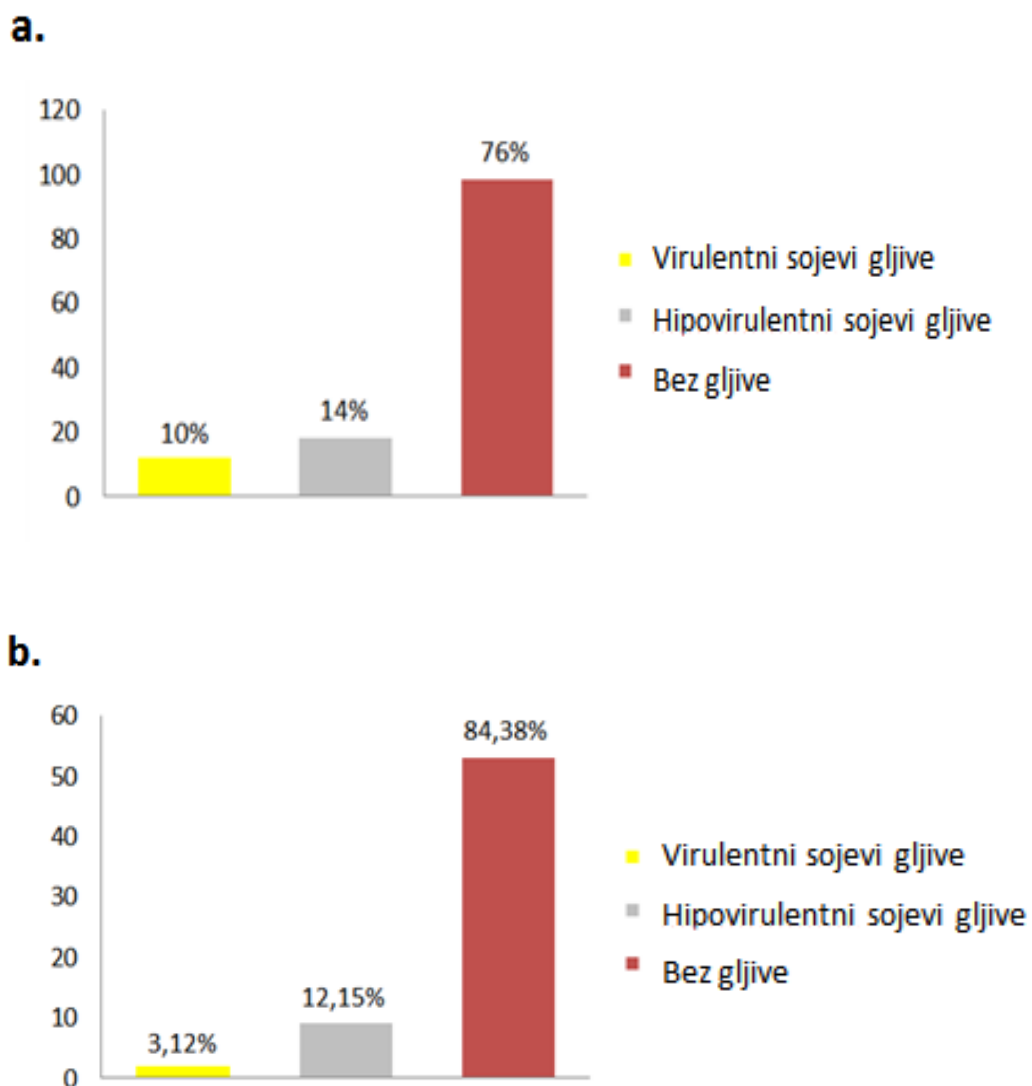 a.
120
100
80
60
40
20
0
10%
14%
76%
Virulentni sojevi gljive
Hipovirulentni sojevi gljive
Bez gljive
b.
60
50
40
30
20
10
0
3,12%
12,15%
84,38%
Virulentni sojevi gljive
Hipovirulentni sojevi gljive
Bez gljive